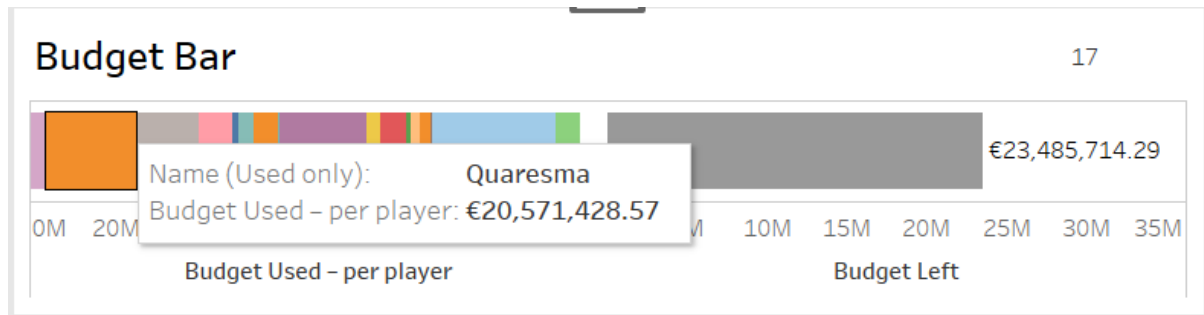 Budget Bar
17
€23,485,714.29
Name (Used only): Quaresma
Budget Used – per player: €20,571,428.57
0M 20M 10M 15M 20M 25M 30M 35M
Budget Used – per player Budget Left